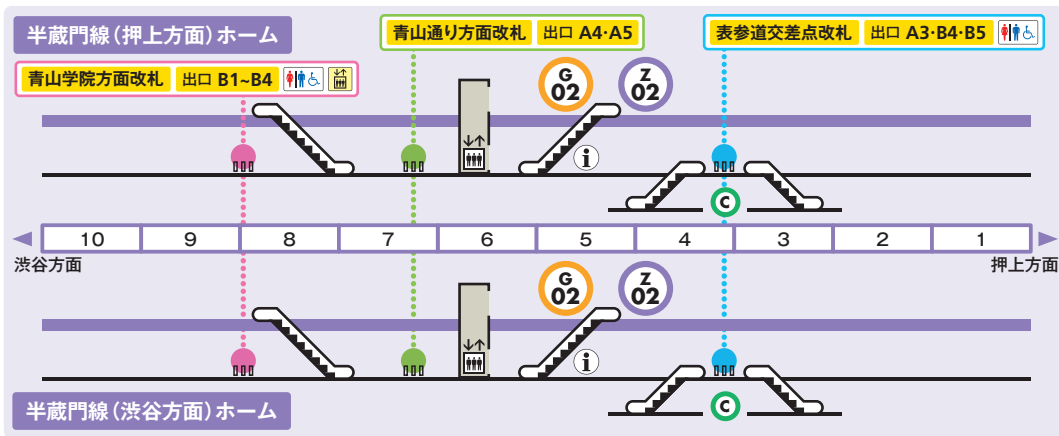 半蔵門線（押上方面）ホーム
青山通り方面改札 出口 A4・A5
表参道交差点改札 出口 A3・B4・B5
青山学院方面改札 出口 B1~B4
G
02
Z
02
i
C
10 9 8 7 6 5 4 3 2 1
渋谷方面
押上方面
G
02
Z
02
i
C
半蔵門線（渋谷方面）ホーム